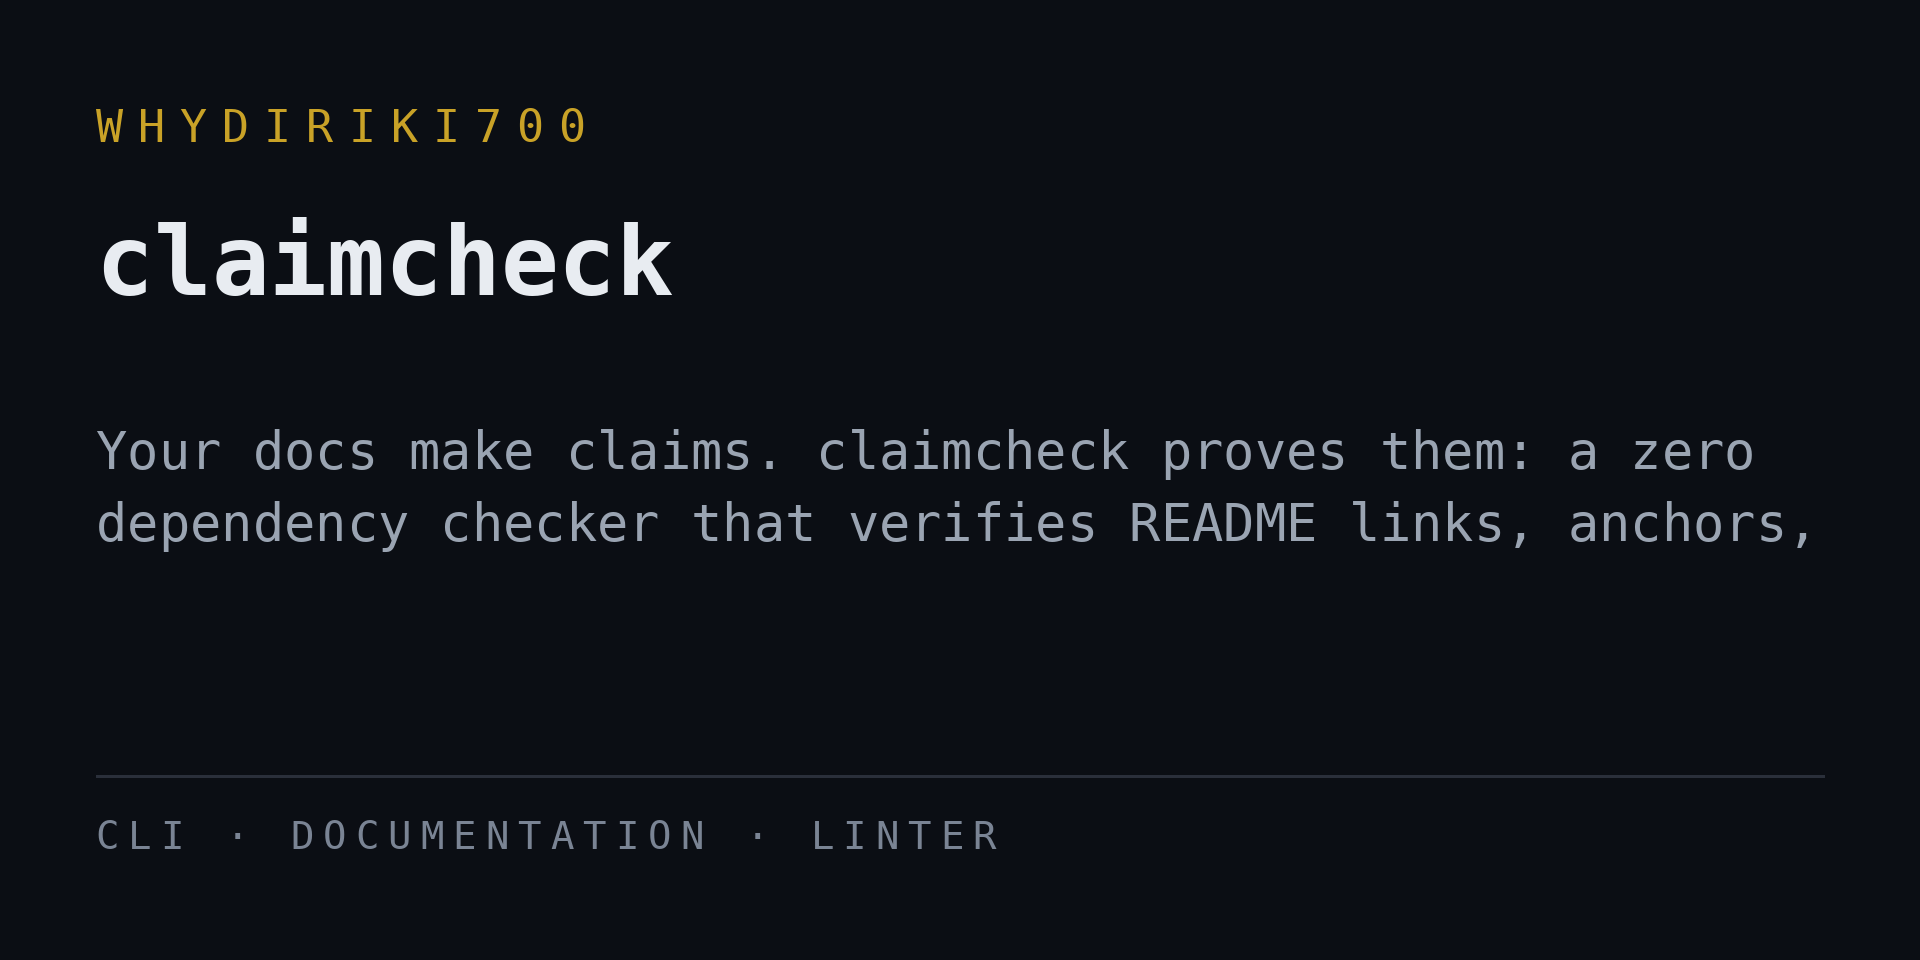 WHYDIRIKI700
claimcheck
Your docs make claims. claimcheck proves them: a zero
dependency checker that verifies README links, anchors,
CLI · DOCUMENTATION · LINTER